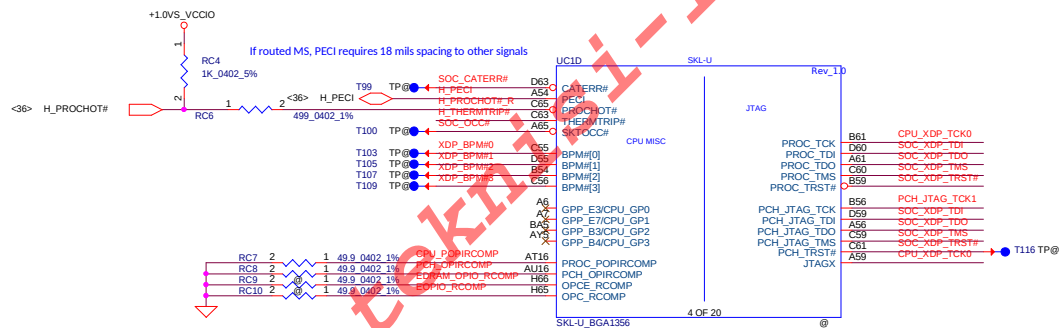 +1.0VS_VCCIO
1
RC4
1K_0402_5%
2
If routed MS, PECI requires 18 mils spacing to other signals
<36> H_PROCHOT#
1
2
RC6
499_0402_1%
<36> H_PECI
T99 TP@
T100 TP@
T103 TP@
T105 TP@
T107 TP@
T109 TP@
SOC_CATERR#
H_PECI
H_PROCHOT#_R
H_THERMTRIP#
SOC_OCC#
XDP_BPM#0
XDP_BPM#1
XDP_BPM#2
XDP_BPM#3
D63
A54
C65
C63
A65
C55
D55
B54
C56
A6
A7
BA5
AY5
UC1D
SKL-U
Rev_1.0
CATERR#
PECI
PROCHOT#
THERMTRIP#
SKTOCC#
CPU MISC
JTAG
BPM#[0]
BPM#[1]
BPM#[2]
BPM#[3]
GPP_E3/CPU_GP0
GPP_E7/CPU_GP1
GPP_B3/CPU_GP2
GPP_B4/CPU_GP3
PROC_POPIRCOMP
PCH_OPIRCOMP
OPCE_RCOMP
OPC_RCOMP
PROC_TCK B61 CPU_XDP_TCK0
PROC_TDI D60 SOC_XDP_TDI
PROC_TDO A61 SOC_XDP_TDO
PROC_TMS C60 SOC_XDP_TMS
PROC_TRST# B59 SOC_XDP_TRST#
PCH_JTAG_TCK B56 PCH_JTAG_TCK1
PCH_JTAG_TDI D59 SOC_XDP_TDI
PCH_JTAG_TDO A56 SOC_XDP_TDO
PCH_JTAG_TMS C59 SOC_XDP_TMS
PCH_TRST# C61 SOC_XDP_TRST#
JTAGX A59 CPU_XDP_TCK0
T116 TP@
RC7 2 1 49.9_0402_1% CPU_POPIRCOMP AT16
RC8 2 1 49.9_0402_1% PCH_OPIRCOMP AU16
RC9 2 @ 1 49.9_0402_1% EDRAM_OPIO_RCOMP H66
RC10 2 @ 1 49.9_0402_1% EOPIO_RCOMP H65
4 OF 20
SKL-U_BGA1356
@
teknisi-